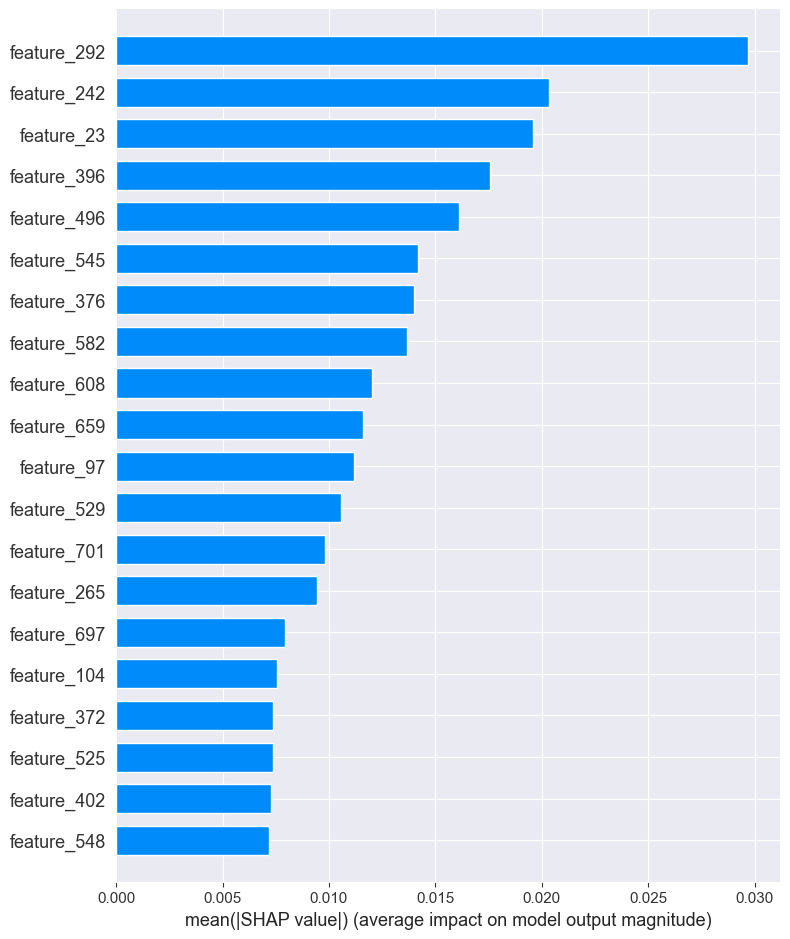 feature_292
feature_242
feature_23
feature_396
feature_496
feature_545
feature_376
feature_582
feature_608
feature_659
feature_97
feature_529
feature_701
feature_265
feature_697
feature_104
feature_372
feature_525
feature_402
feature_548
0.000 0.005 0.010 0.015 0.020 0.025 0.030
mean(|SHAP value|) (average impact on model output magnitude)